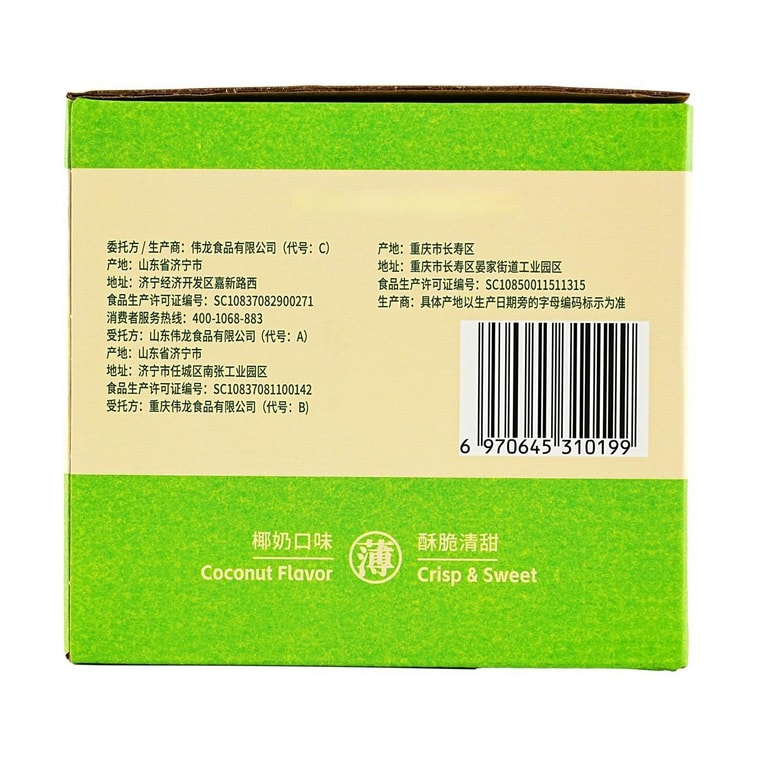 委托方 / 生产商：伟龙食品有限公司（代号：C）
产地：山东省济宁市
地址：济宁经济开发区嘉新路西
食品生产许可证编号：SC10837082900271
消费者服务热线：400-1068-883
受托方：山东伟龙食品有限公司（代号：A）
产地：山东省济宁市
地址：济宁市任城区南张工业园区
食品生产许可证编号：SC10837081100142
受托方：重庆伟龙食品有限公司（代号：B）
产地：重庆市长寿区
地址：重庆市长寿区晏家街道工业园区
食品生产许可证编号：SC10850011511315
生产商：具体产地以生产日期旁的字母编码标示为准
6 970645 310199
椰奶口味
Coconut Flavor
薄
酥脆清甜
Crisp & Sweet